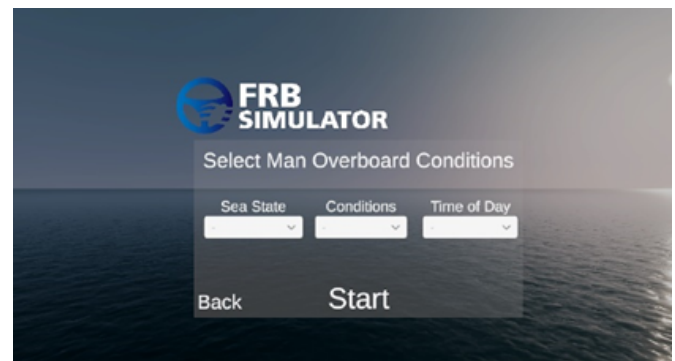 FRB
SIMULATOR
Select Man Overboard Conditions
Sea State Conditions Time of Day
- - -
Back Start